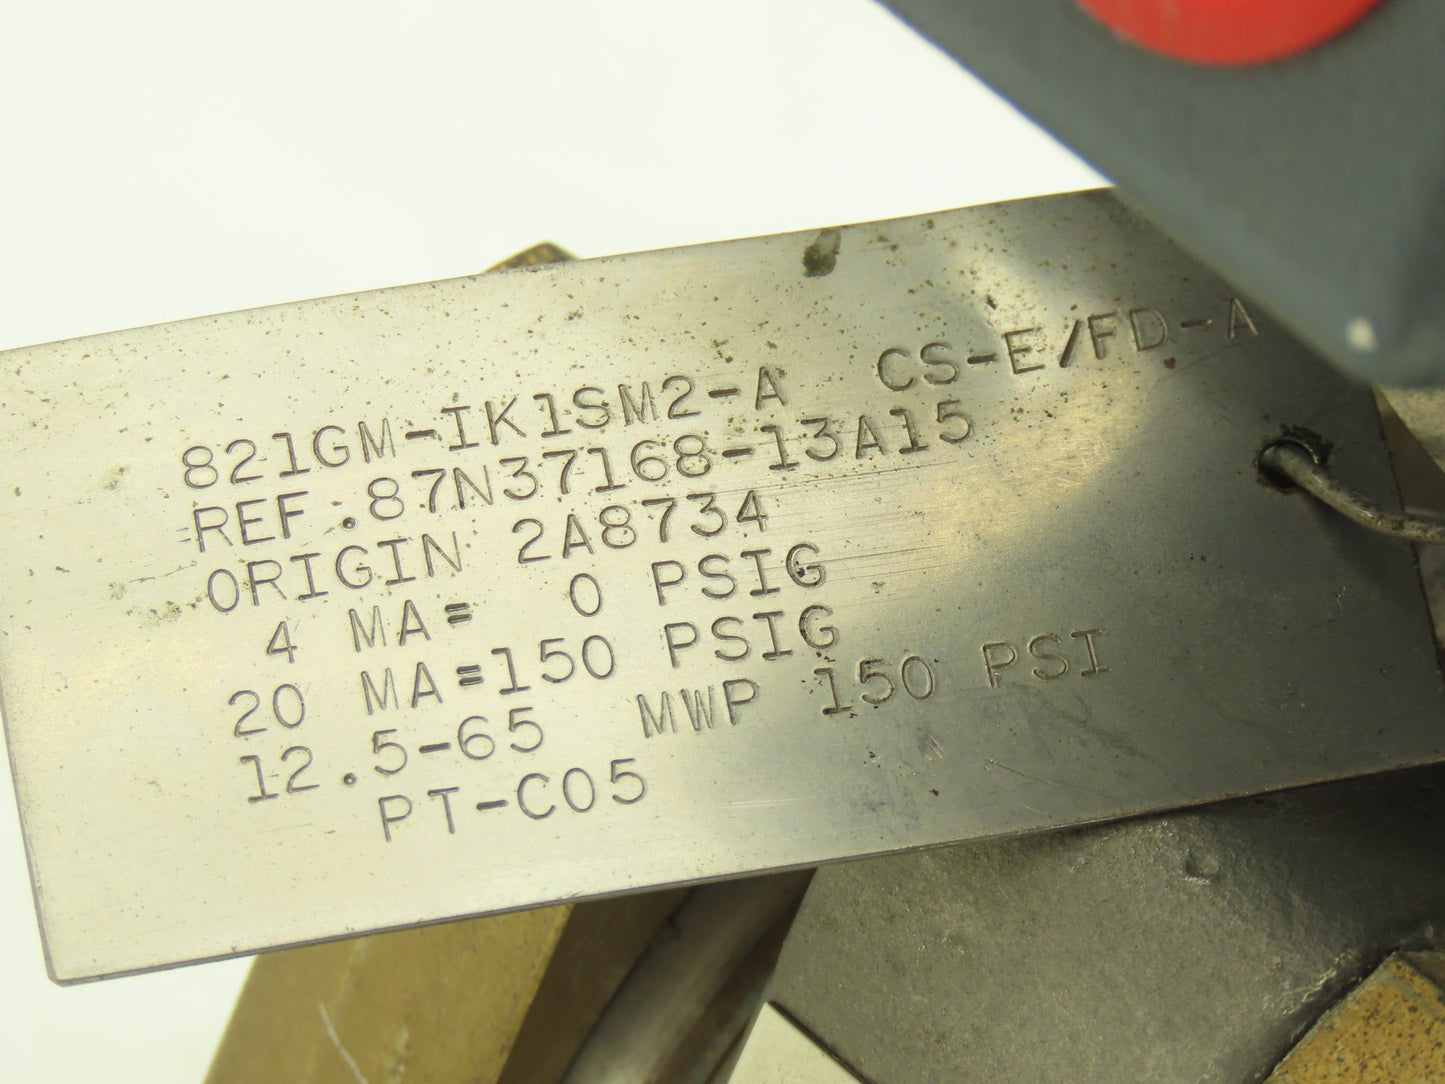 821GM-IK1SM2-A CS-E/FD-A
REF.87N37168-13A15
ORIGIN 2A8734
4 MA= 0 PSIG
20 MA=150 PSIG
12.5-65 MWP 150 PSI
PT-C05